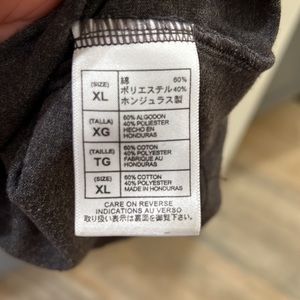 (SIZE) XL
綿 60%
ポリエステル 40%
ホンジュラス製
(TALLA) XG
60% ALGODON
40% POLIESTER
HECHO EN
HONDURAS
(TAILLE) TG
60% COTON
40% POLYESTER
FABRIQUE AU
HONDURAS
(SIZE) XL
60% COTTON
40% POLYESTER
MADE IN HONDURAS
CARE ON REVERSE
INDICATIONS AU VERSO
取り扱い表示は裏面を御覧下さい。